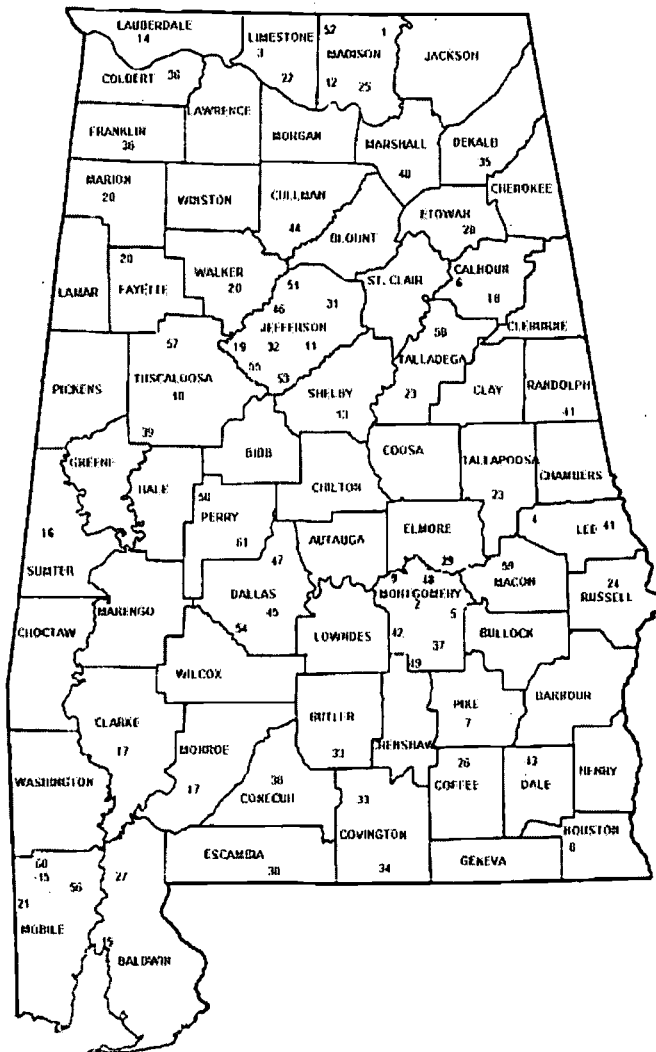 LAUDERDALE
14
LIMESTONE
3
22
52
1
MADISON
12
25
JACKSON
COLBERT
36
LAWRENCE
FRANKLIN
36
MORGAN
MARSHALL
40
DEKALB
35
CHEROKEE
MARION
20
WINSTON
CULLMAN
44
BLOUNT
ETOWAH
28
LAMAR
20
FAYETTE
WALKER
20
ST. CLAIR
CALHOUN
6
18
CLEBURNE
51
46
31
JEFFERSON
19
32
11
55
53
57
TUSCALOOSA
10
39
PICKENS
50
TALLADEGA
23
SHELBY
13
CLAY
RANDOLPH
41
GREENE
HALE
BIBB
CHILTON
COOSA
TALLAPOOSA
23
CHAMBERS
16
SUMTER
50
PERRY
61
AUTAUGA
ELMORE
29
4
LEE
41
47
DALLAS
45
54
9
48
MONTGOMERY
2
5
42
37
49
59
MACON
24
RUSSELL
MARENGO
CHOCTAW
LOWNDES
BULLOCK
WILCOX
CLARKE
17
MONROE
17
BUTLER
33
CRENSHAW
PIKE
7
BARBOUR
WASHINGTON
38
CONECUH
33
COVINGTON
34
26
COFFEE
43
DALE
HENRY
HOUSTON
8
ESCAMBIA
30
GENEVA
60
15
56
21
MOBILE
27
15
BALDWIN